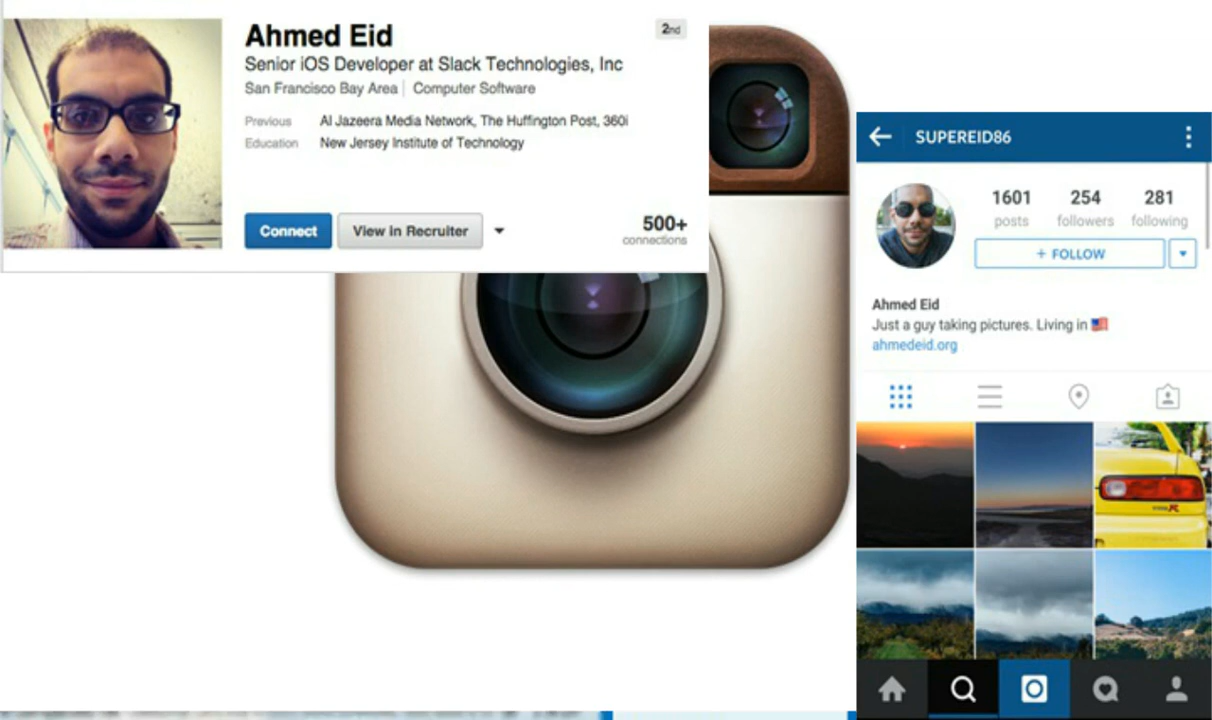 Ahmed Eid
2nd
Senior iOS Developer at Slack Technologies, Inc
San Francisco Bay Area | Computer Software
Previous Al Jazeera Media Network, The Huffington Post, 360i
Education New Jersey Institute of Technology
Connect
View in Recruiter
500+
connections
SUPEREID86
1601 254 281
posts followers following
+ FOLLOW
Ahmed Eid
Just a guy taking pictures. Living in 🇺🇸
ahmedeid.org